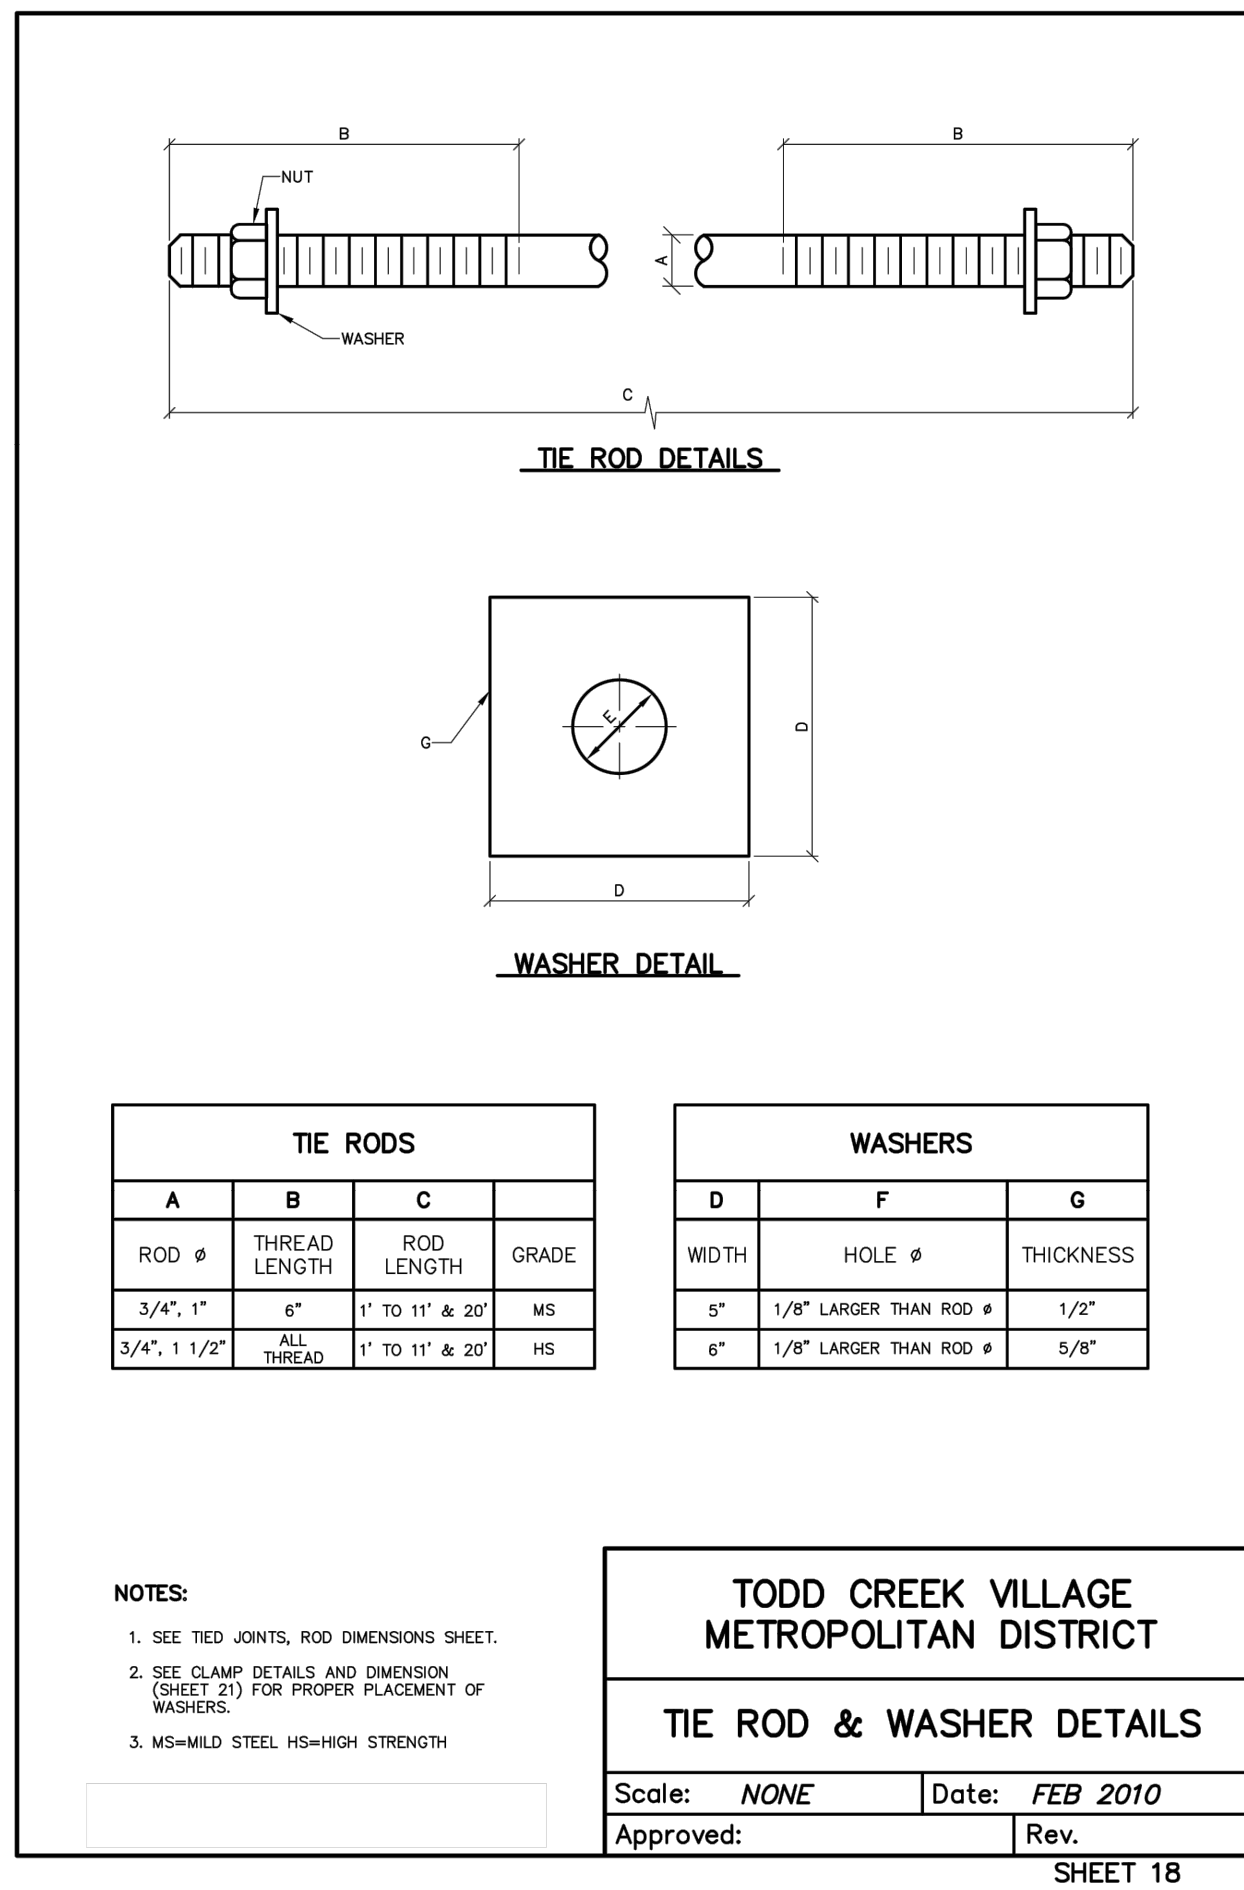 B
B
NUT
A
WASHER
C
TIE ROD DETAILS
E
G
D
D
WASHER DETAIL
TIE RODS
A B C
ROD ø THREAD LENGTH ROD LENGTH GRADE
3/4", 1" 6" 1' TO 11' & 20' MS
3/4", 1 1/2" ALL THREAD 1' TO 11' & 20' HS
WASHERS
D F G
WIDTH HOLE ø THICKNESS
5" 1/8" LARGER THAN ROD ø 1/2"
6" 1/8" LARGER THAN ROD ø 5/8"
NOTES:
1. SEE TIED JOINTS, ROD DIMENSIONS SHEET.
2. SEE CLAMP DETAILS AND DIMENSION
(SHEET 21) FOR PROPER PLACEMENT OF
WASHERS.
3. MS=MILD STEEL HS=HIGH STRENGTH
TODD CREEK VILLAGE
METROPOLITAN DISTRICT
TIE ROD & WASHER DETAILS
Scale: NONE Date: FEB 2010
Approved: Rev.
SHEET 18